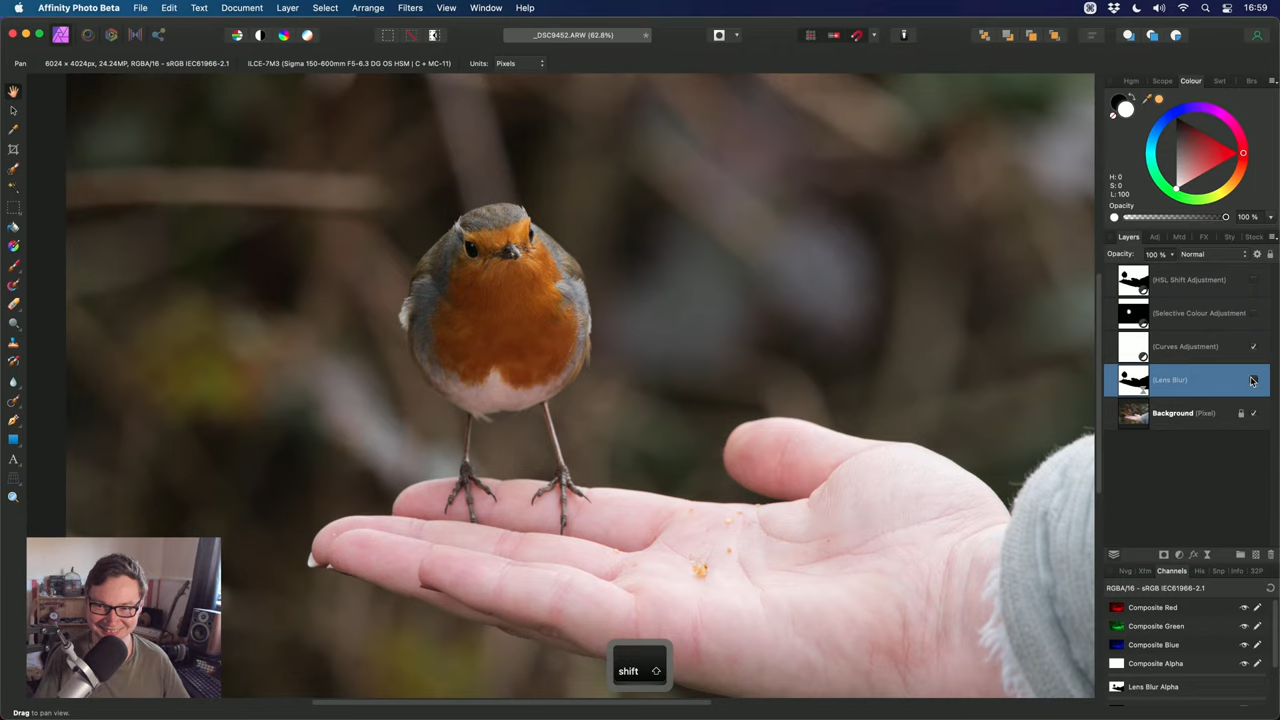 Affinity Photo Beta File Edit Text Document Layer Select Arrange Filters View Window Help 16:59
_DSC9452.ARW (62.8%)
Pan 6024 × 4024px, 24.24MP, RGBA/16 - sRGB IEC61966-2.1 ILCE-7M3 (Sigma 150-600mm F5-6.3 DG OS HSM | C + MC-11) Units: Pixels
Hgm Scope Colour Swt Brs
H: 0
S: 0
L: 100
Opacity
100 %
Layers Adj Mtd FX Sty Stock
Opacity: 100 % Normal
(HSL Shift Adjustment)
(Selective Colour Adjustment
(Curves Adjustment)
(Lens Blur)
Background (Pixel)
Nvg Xfm Channels His Snp Info 32P
RGBA/16 - sRGB IEC61966-2.1
Composite Red
Composite Green
Composite Blue
Composite Alpha
Lens Blur Alpha
shift
Drag to pan view.